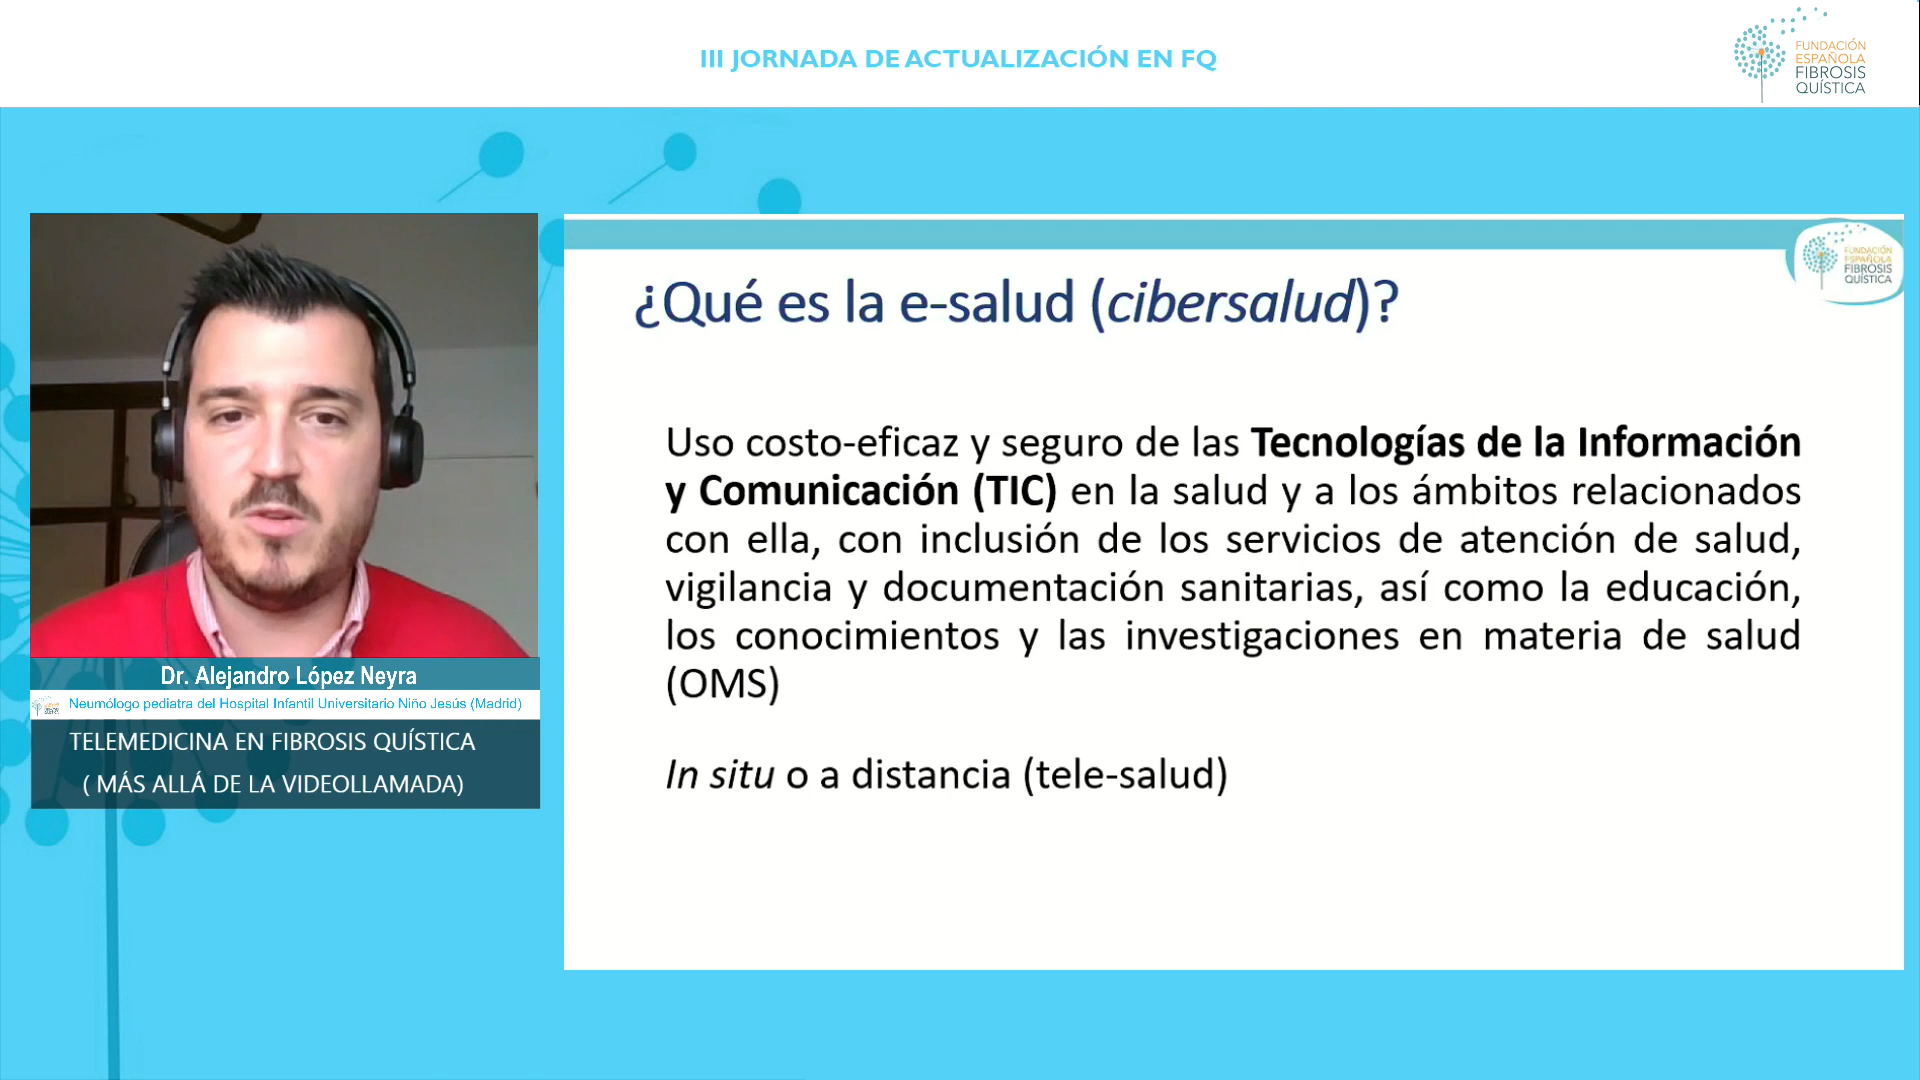 III JORNADA DE ACTUALIZACIÓN EN FQ
FUNDACIÓN
ESPAÑOLA
FIBROSIS
QUÍSTICA
FUNDACIÓN
ESPAÑOLA
FIBROSIS
QUÍSTICA
¿Qué es la e-salud (cibersalud)?
Uso costo-eficaz y seguro de las Tecnologías de la Información
y Comunicación (TIC) en la salud y a los ámbitos relacionados
con ella, con inclusión de los servicios de atención de salud,
vigilancia y documentación sanitarias, así como la educación,
los conocimientos y las investigaciones en materia de salud
(OMS)
In situ o a distancia (tele-salud)
Dr. Alejandro López Neyra
Neumólogo pediatra del Hospital Infantil Universitario Niño Jesús (Madrid)
TELEMEDICINA EN FIBROSIS QUÍSTICA
( MÁS ALLÁ DE LA VIDEOLLAMADA)